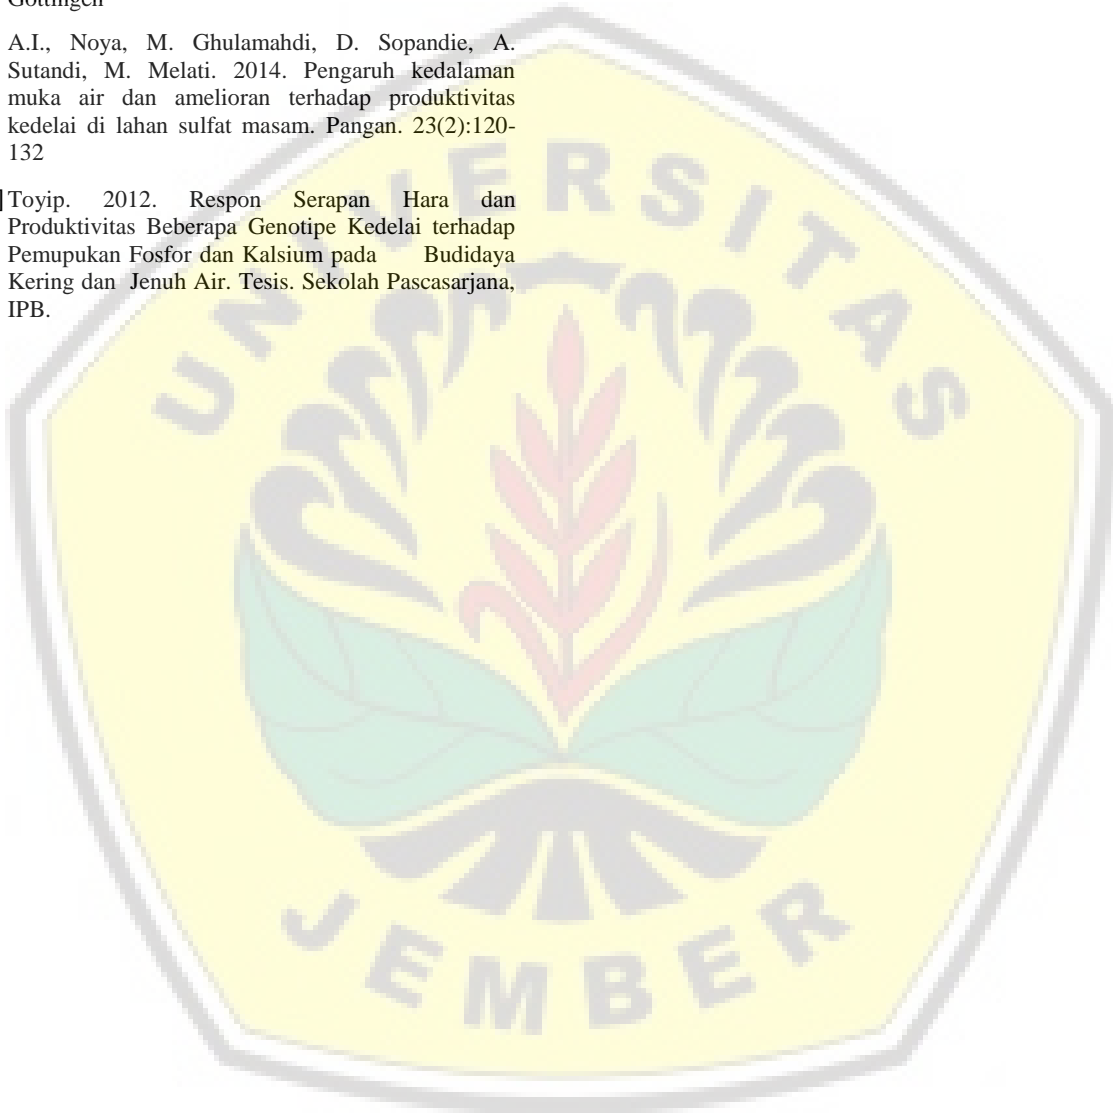 Gottingen
A.I., Noya, M. Ghulamahdi, D. Sopandie, A.
Sutandi, M. Melati. 2014. Pengaruh kedalaman
muka air dan amelioran terhadap produktivitas
kedelai di lahan sulfat masam. Pangan. 23(2):120-
132
Toyip. 2012. Respon Serapan Hara dan
Produktivitas Beberapa Genotipe Kedelai terhadap
Pemupukan Fosfor dan Kalsium pada Budidaya
Kering dan Jenuh Air. Tesis. Sekolah Pascasarjana,
IPB.
UNIVERSITAS
JEMBER